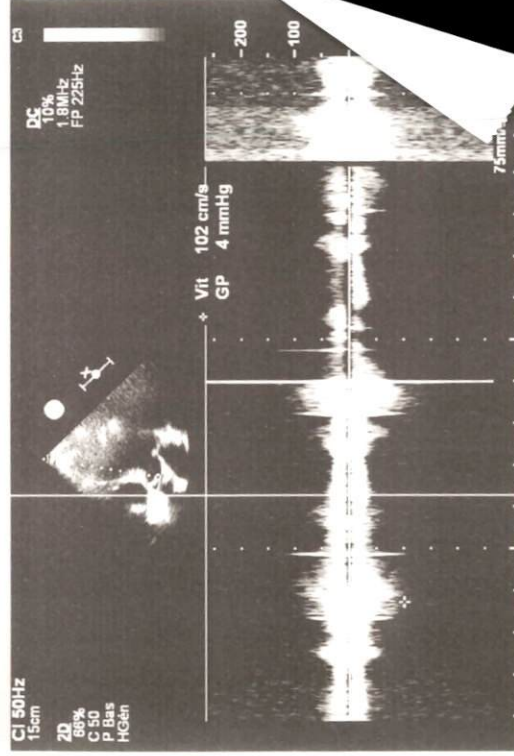 CI 50Hz
15cm
2D
66%
C 50
P Bas
HGén
C3
DC
10%
1.8MHz
FP 225Hz
Vit 102 cm/s
GP 4 mmHg
-200
-100
75mm/